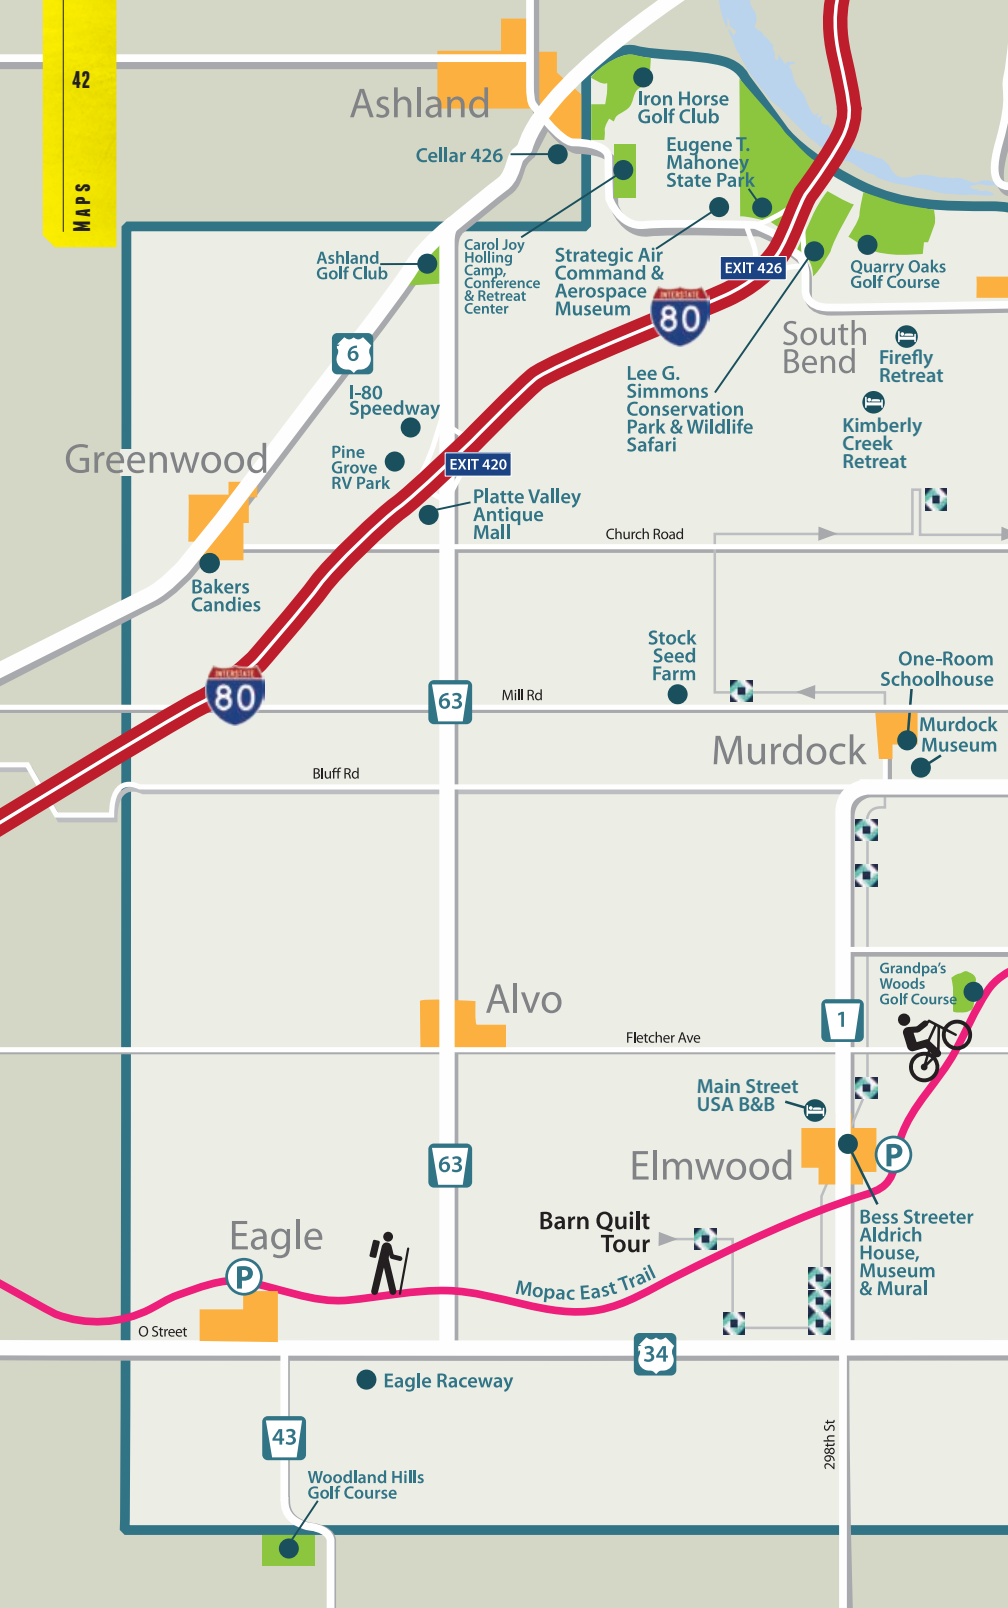 42
MAPS
Ashland
Iron Horse
Golf Club
Cellar 426
Eugene T.
Mahoney
State Park
Ashland
Golf Club
Carol Joy
Holling
Camp,
Conference
& Retreat
Center
Strategic Air
Command &
Aerospace
Museum
EXIT 426
Quarry Oaks
Golf Course
INTERSTATE
80
South
Bend
Firefly
Retreat
6
I-80
Speedway
Lee G.
Simmons
Conservation
Park & Wildlife
Safari
Kimberly
Creek
Retreat
Greenwood
Pine
Grove
RV Park
EXIT 420
Platte Valley
Antique
Mall
Church Road
Bakers
Candies
Stock
Seed
Farm
One-Room
Schoolhouse
INTERSTATE
80
63
Mill Rd
Murdock
Murdock
Museum
Bluff Rd
Grandpa's
Woods
Golf Course
Alvo
1
Fletcher Ave
Main Street
USA B&B
Elmwood
P
63
Bess Streeter
Aldrich
House,
Museum
& Mural
Barn Quilt
Tour
Eagle
P
Mopac East Trail
O Street
34
Eagle Raceway
43
298th St
Woodland Hills
Golf Course